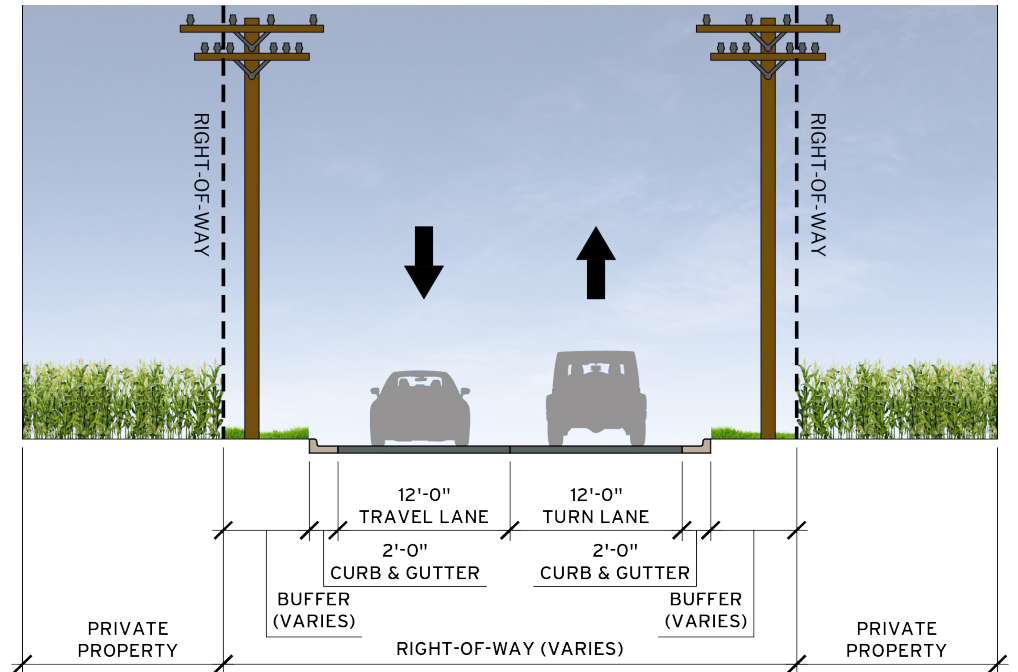 RIGHT-OF-WAY
RIGHT-OF-WAY
12'-0"
TRAVEL LANE
12'-0"
TURN LANE
2'-0"
CURB & GUTTER
2'-0"
CURB & GUTTER
BUFFER
(VARIES)
BUFFER
(VARIES)
PRIVATE
PROPERTY
RIGHT-OF-WAY (VARIES)
PRIVATE
PROPERTY